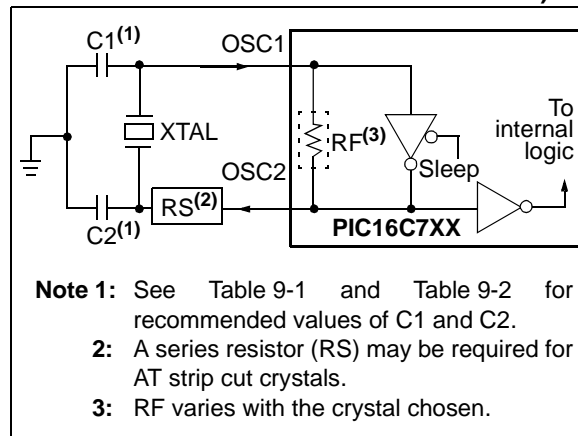 C1(1)
OSC1
XTAL
RF(3)
To
internal
logic
OSC2
Sleep
RS(2)
C2(1)
PIC16C7XX
Note 1: See Table 9-1 and Table 9-2 for
recommended values of C1 and C2.
2: A series resistor (RS) may be required for
AT strip cut crystals.
3: RF varies with the crystal chosen.